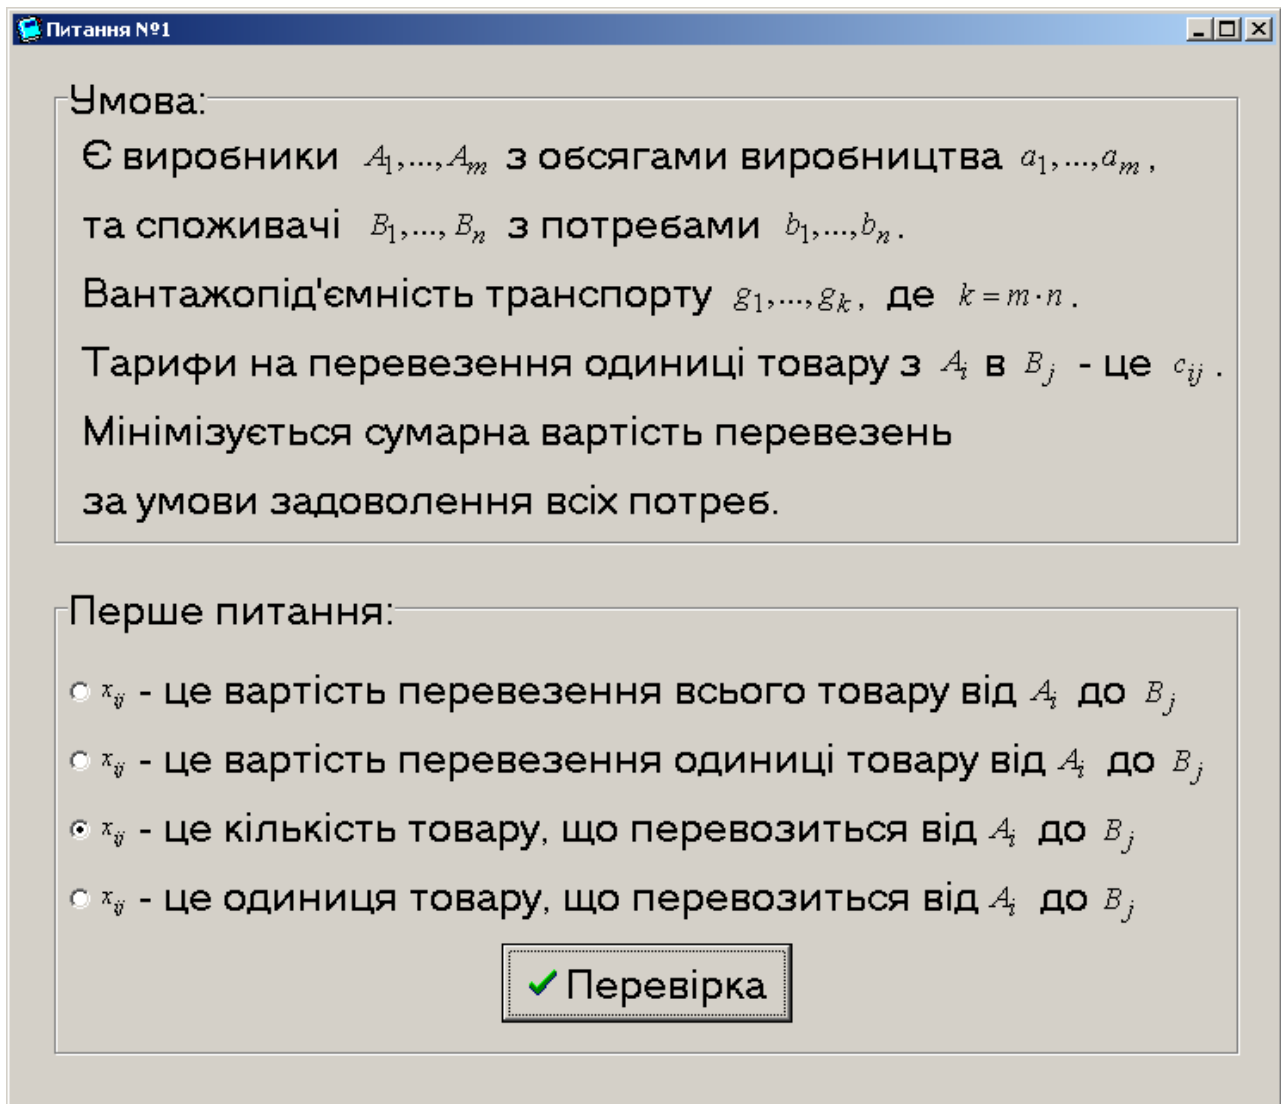 Питання №1
Умова:
Є виробники A₁,...,Aₘ з обсягами виробництва a₁,...,aₘ,
та споживачі B₁,...,Bₙ з потребами b₁,...,bₙ.
Вантажопід'ємність транспорту g₁,...,gₖ, де k = m · n.
Тарифи на перевезення одиниці товару з Aᵢ в Bⱼ - це cᵢⱼ.
Мінімізується сумарна вартість перевезень
за умови задоволення всіх потреб.
Перше питання:
xᵢⱼ - це вартість перевезення всього товару від Aᵢ до Bⱼ
xᵢⱼ - це вартість перевезення одиниці товару від Aᵢ до Bⱼ
xᵢⱼ - це кількість товару, що перевозиться від Aᵢ до Bⱼ
xᵢⱼ - це одиниця товару, що перевозиться від Aᵢ до Bⱼ
Перевірка